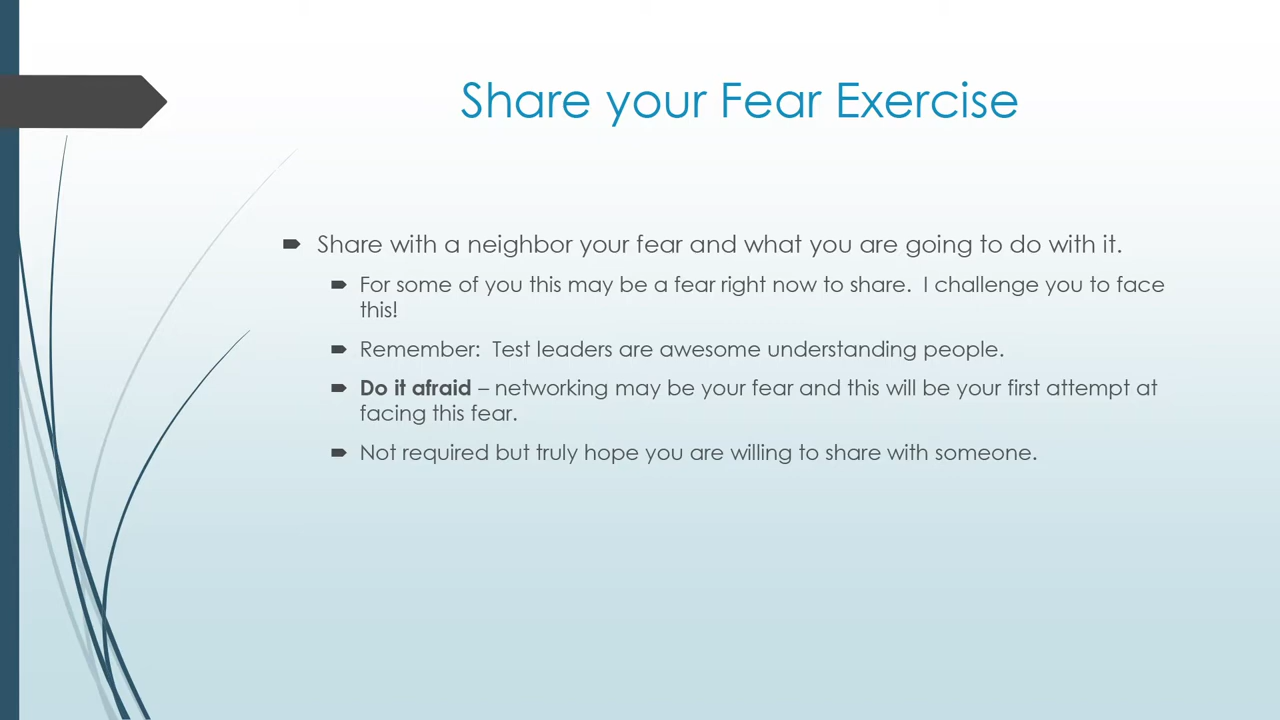 Share your Fear Exercise
Share with a neighbor your fear and what you are going to do with it.
For some of you this may be a fear right now to share.  I challenge you to face
this!
Remember:  Test leaders are awesome understanding people.
Do it afraid – networking may be your fear and this will be your first attempt at
facing this fear.
Not required but truly hope you are willing to share with someone.